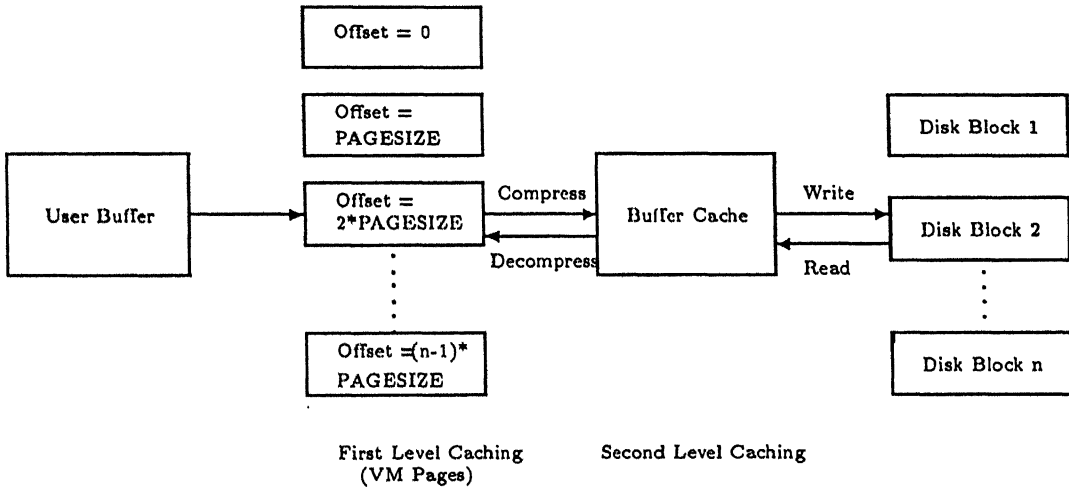 Offset = 0
Offset =
PAGESIZE
Disk Block 1
User Buffer
Offset =
2*PAGESIZE
Compress
Decompress
Buffer Cache
Write
Read
Disk Block 2
Offset =(n-1)*
PAGESIZE
Disk Block n
First Level Caching
(VM Pages)
Second Level Caching